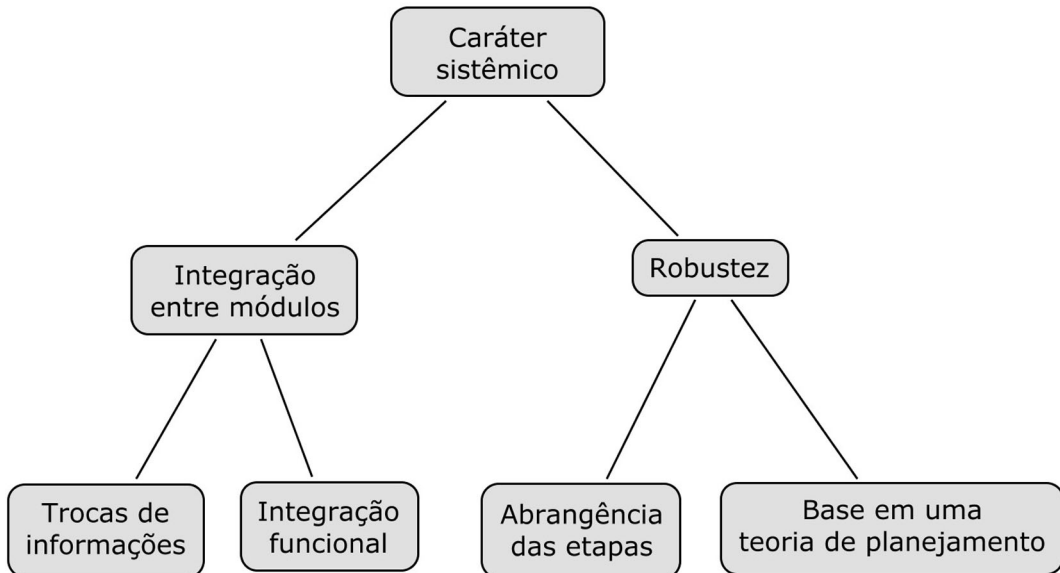 Caráter
sistêmico
Integração
entre módulos
Robustez
Trocas de
informações
Integração
funcional
Abrangência
das etapas
Base em uma
teoria de planejamento